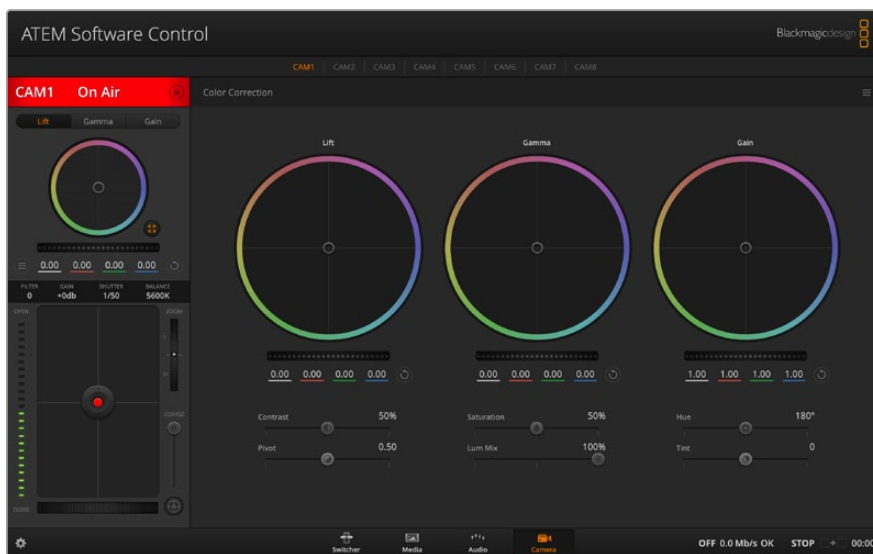 ATEM Software Control
Blackmagicdesign
CAM1 CAM2 CAM3 CAM4 CAM5 CAM6 CAM7 CAM8
CAM1 On Air
Color Correction
Lift Gamma Gain
Lift Gamma Gain
0.00 0.00 0.00 0.00
FILTER GAIN SHUTTER BALANCE
0 +0db 1/50 5600K
OPEN ZOOM
T
W
COARSE
CLOSE
0.00 0.00 0.00 0.00 0.00 0.00 0.00 0.00 1.00 1.00 1.00 1.00
Contrast 50% Saturation 50% Hue 180°
Pivot 0.50 Lum Mix 100% Tint 0
Switcher Media Audio Camera
OFF 0.0 Mb/s OK STOP 00:00